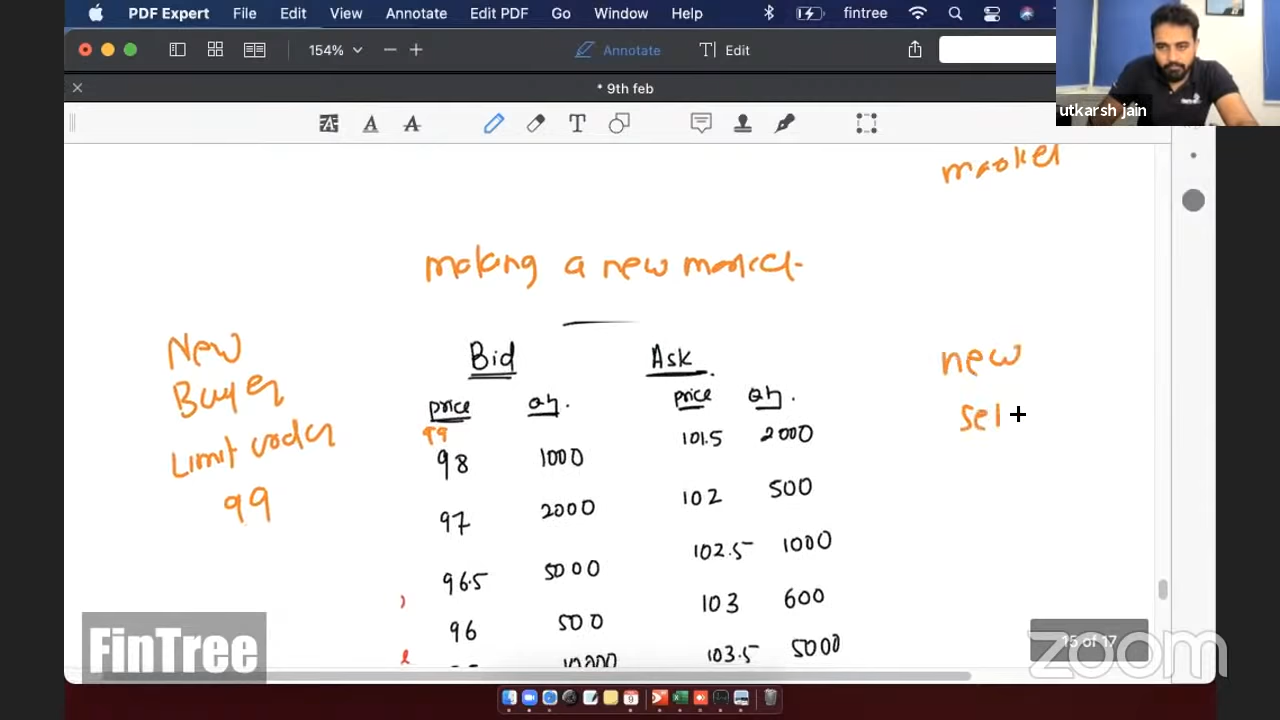 PDF Expert File Edit View Annotate Edit PDF Go Window Help fintree
154% Annotate T Edit
* 9th feb
utkarsh jain
market
making a new market
New
Buyer
Limit order
99
Bid Ask
price qty. price qty.
99
98 1000 101.5 2000
97 2000 102 500
96.5 5000 102.5 1000
96 500 103 600
103.5 5000
new
sel
15 of 17
FinTree
zoom